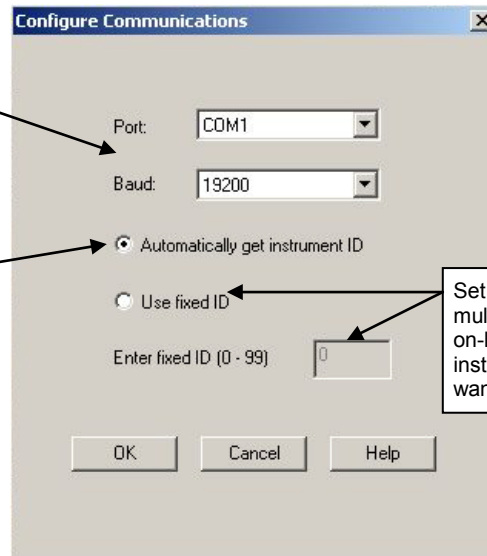 Configure Communications
Port: COM1
Baud: 19200
Automatically get instrument ID
Use fixed ID
Enter fixed ID (0 - 99) 0
OK Cancel Help
Set
mul
on-l
inst
war